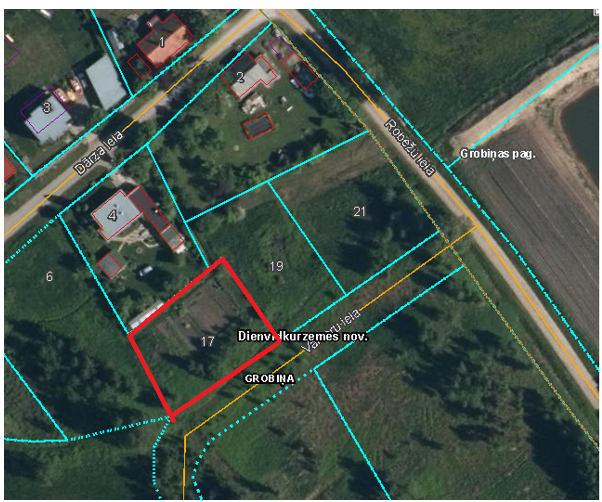 1
2
3
Dārza iela
Robežu iela
Grobiņas pag.
4
21
6
19
17
Dienvidkurzemes nov.
GROBIŅA